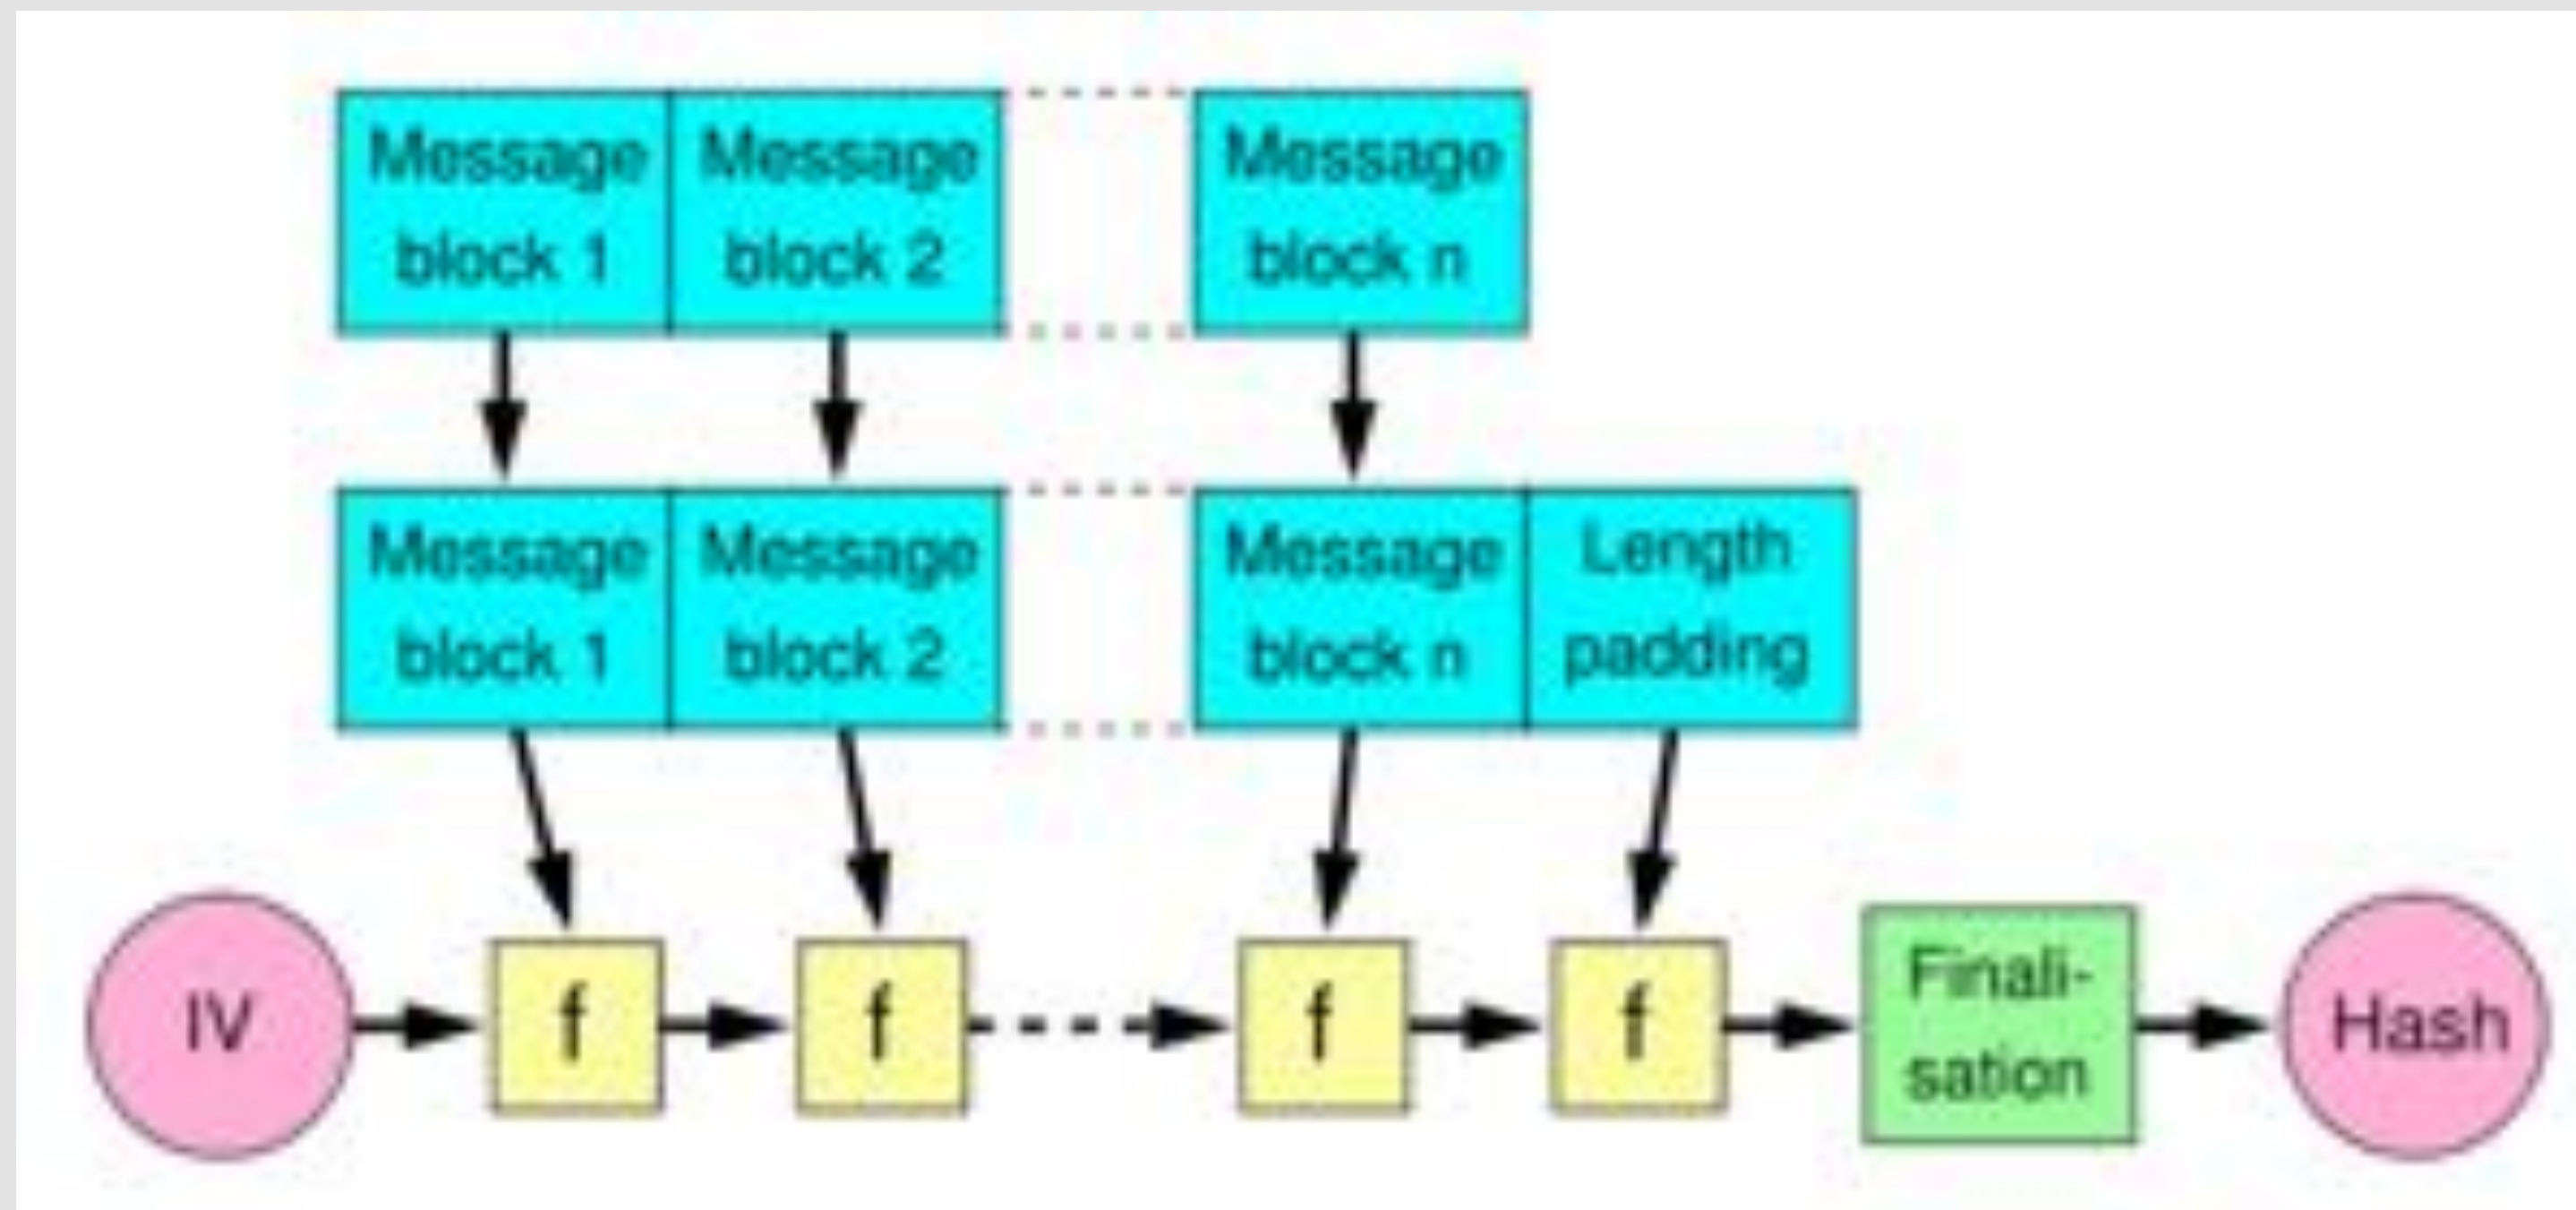 Message
block 1
Message
block 2
Message
block n
Message
block 1
Message
block 2
Message
block n
Length
padding
IV
f
f
f
f
Finali-
sation
Hash